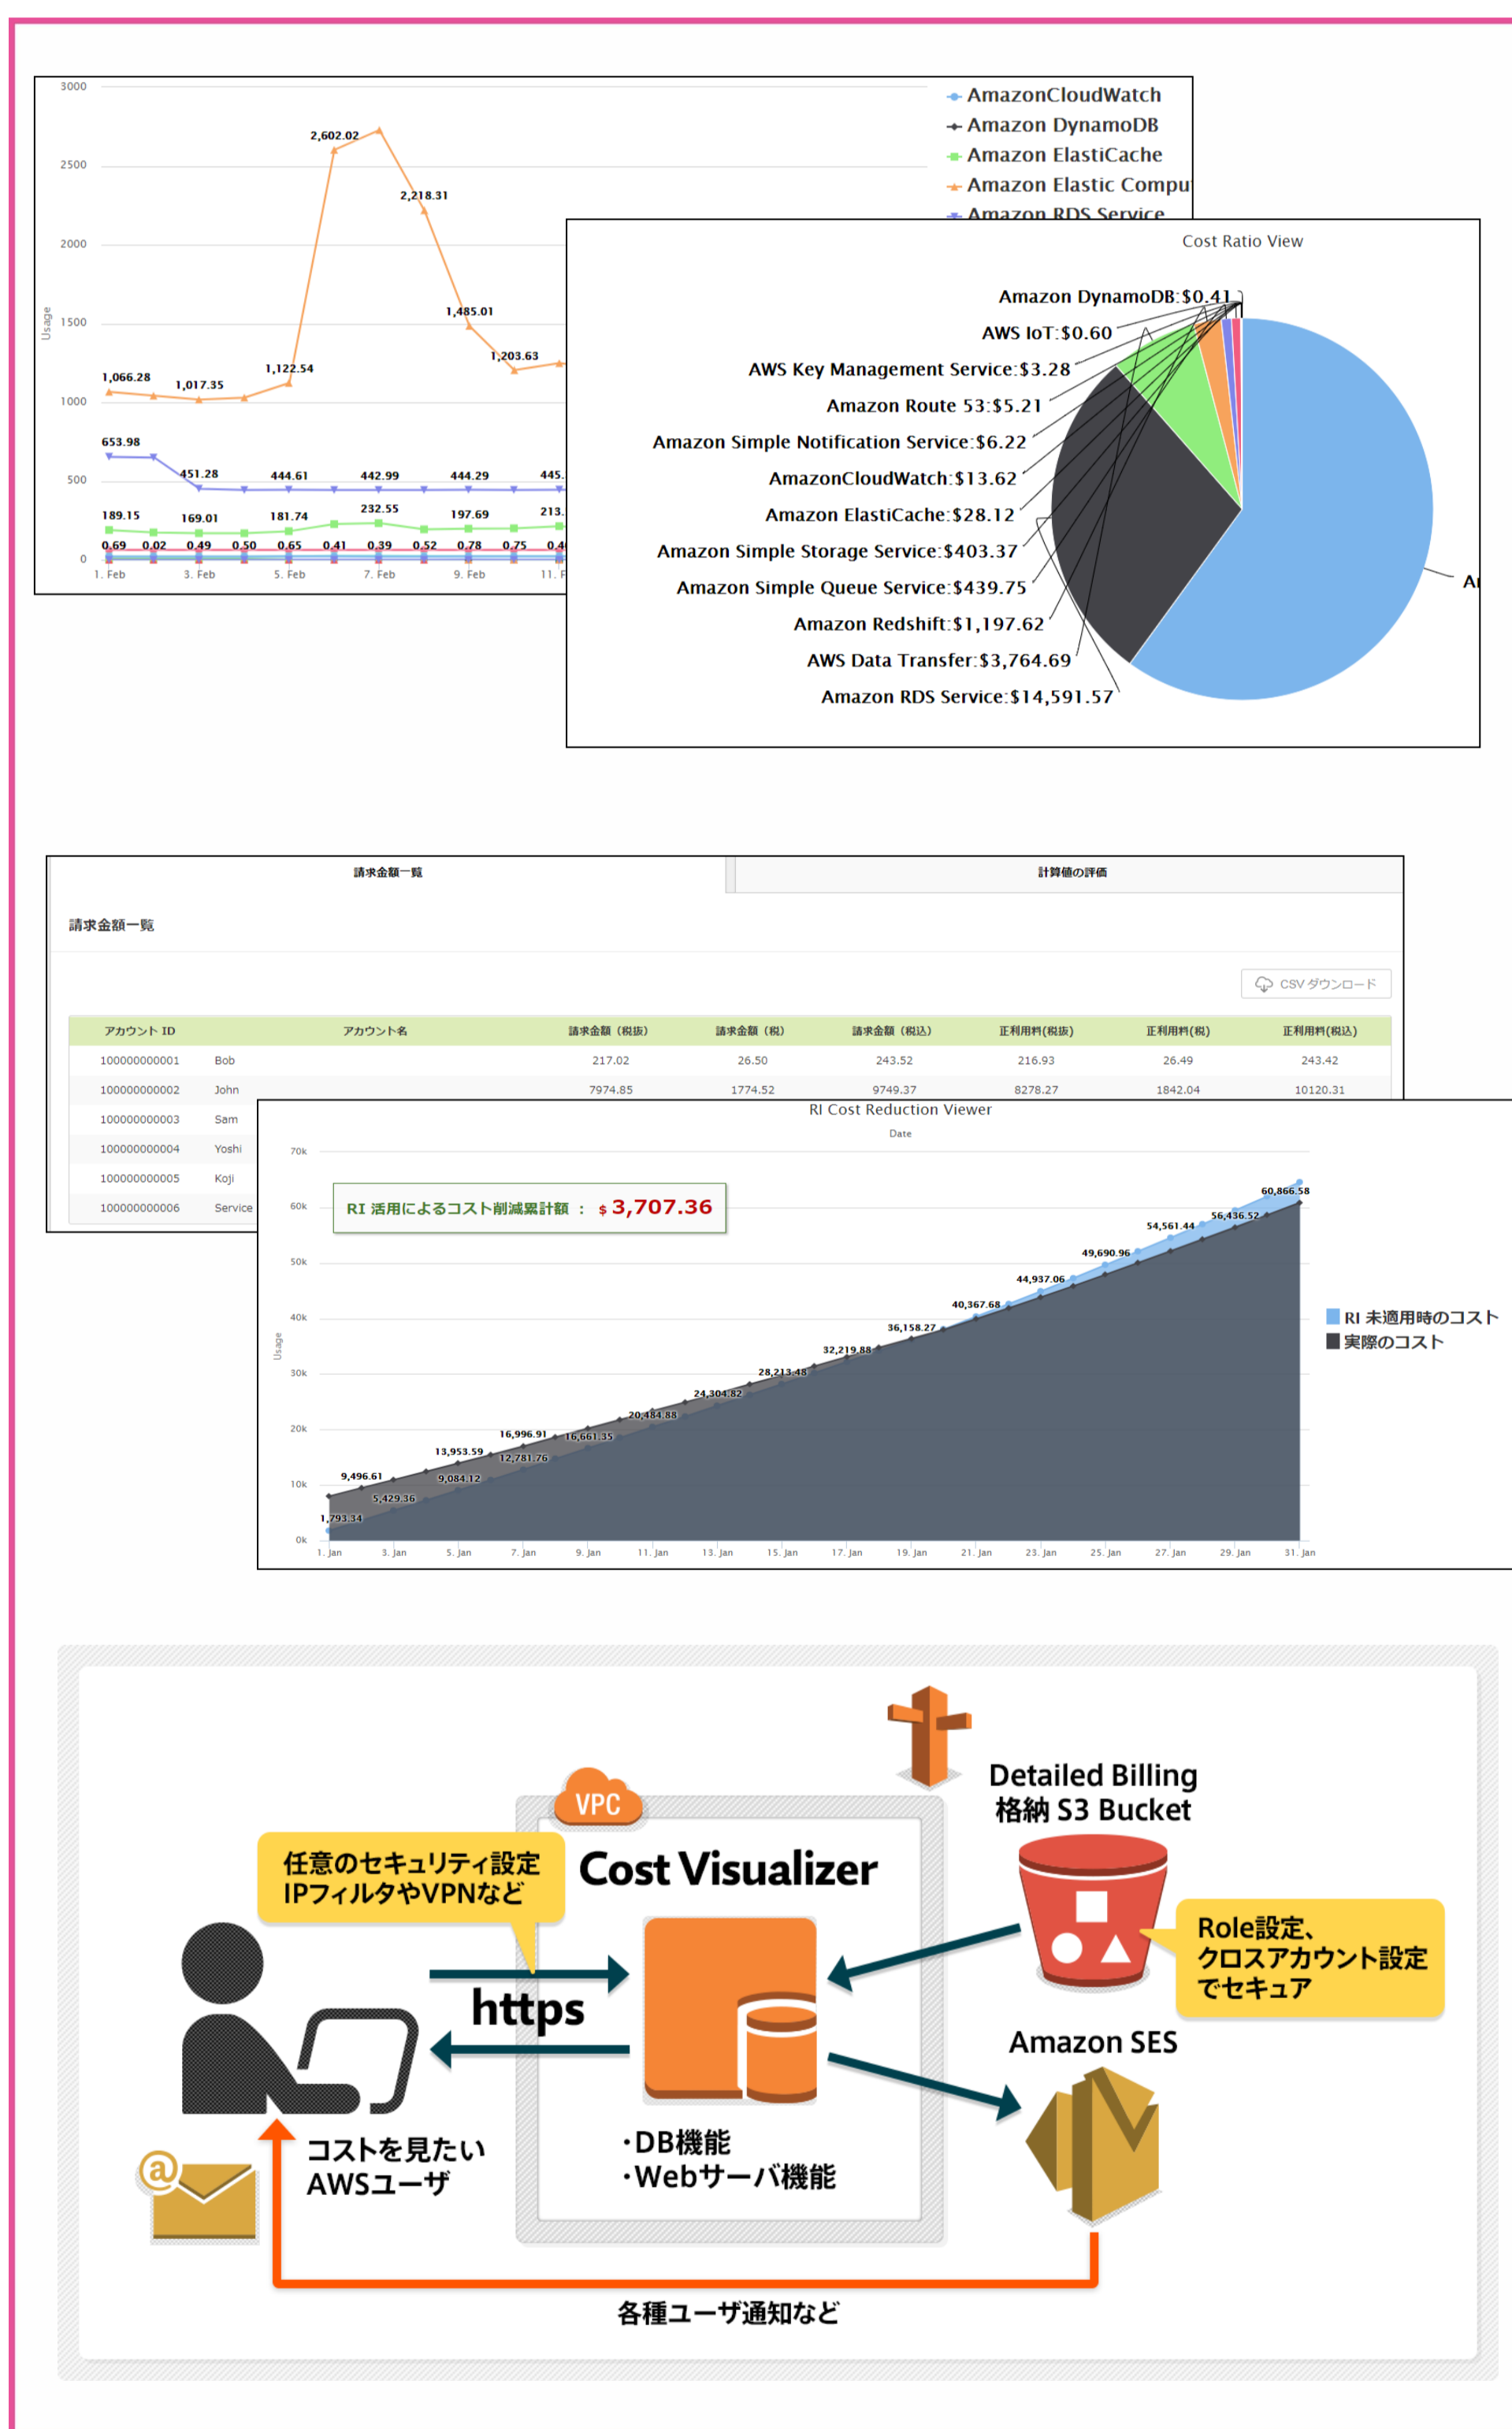 3000
2500
2000
1500
1000
500
0
Usage
2,602.02
2,218.31
1,485.01
1,203.63
1,066.28
1,017.35
1,122.54
653.98
451.28
444.61
442.99
444.29
445.
189.15
169.01
181.74
232.55
197.69
213.
0.69
0.02
0.49
0.50
0.65
0.41
0.39
0.52
0.78
0.75
1. Feb
3. Feb
5. Feb
7. Feb
9. Feb
11. F
AmazonCloudWatch
Amazon DynamoDB
Amazon ElastiCache
Amazon Elastic Compu
Amazon RDS Service
Cost Ratio View
Amazon DynamoDB:$0.41
AWS IoT:$0.60
AWS Key Management Service:$3.28
Amazon Route 53:$5.21
Amazon Simple Notification Service:$6.22
AmazonCloudWatch:$13.62
Amazon ElastiCache:$28.12
Amazon Simple Storage Service:$403.37
Amazon Simple Queue Service:$439.75
Amazon Redshift:$1,197.62
AWS Data Transfer:$3,764.69
Amazon RDS Service:$14,591.57
請求金額一覧
計算値の評価
請求金額一覧
CSV ダウンロード
アカウント ID アカウント名 請求金額（税抜） 請求金額（税） 請求金額（税込） 正利用料(税抜) 正利用料(税) 正利用料(税込)
100000000001 Bob 217.02 26.50 243.52 216.93 26.49 243.42
100000000002 John 7974.85 1774.52 9749.37 8278.27 1842.04 10120.31
100000000003 Sam
100000000004 Yoshi
100000000005 Koji
100000000006 Service
RI Cost Reduction Viewer
Date
RI 活用によるコスト削減累計額 ： $ 3,707.36
70k
60k
50k
40k
30k
20k
10k
0k
Usage
1,793.34
9,496.61
5,429.36
13,953.59
9,084.12
16,996.91
12,781.76
16,661.35
20,484.88
24,304.82
28,213.48
32,219.88
36,158.27
40,367.68
44,937.06
49,690.96
54,561.44
56,436.52
60,866.58
1. Jan
3. Jan
5. Jan
7. Jan
9. Jan
11. Jan
13. Jan
15. Jan
17. Jan
19. Jan
21. Jan
23. Jan
25. Jan
27. Jan
29. Jan
31. Jan
RI 未適用時のコスト
実際のコスト
VPC
Detailed Billing
格納 S3 Bucket
任意のセキュリティ設定
IPフィルタやVPNなど
Cost Visualizer
Role設定、
クロスアカウント設定
でセキュア
https
Amazon SES
・DB機能
・Webサーバ機能
コストを見たい
AWSユーザ
@
各種ユーザ通知など